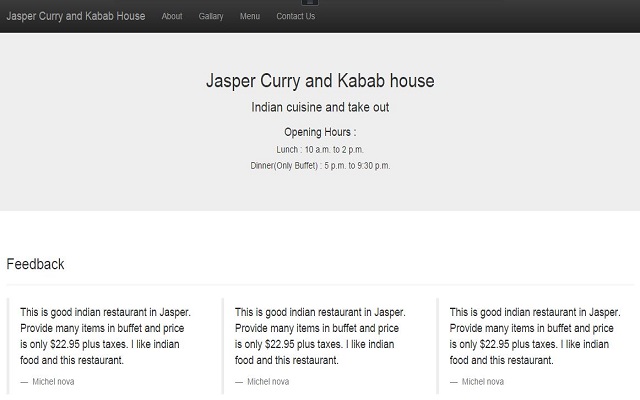 Jasper Curry and Kabab House About Gallary Menu Contact Us
Jasper Curry and Kabab house
Indian cuisine and take out
Opening Hours :
Lunch : 10 a.m. to 2 p.m.
Dinner(Only Buffet) : 5 p.m. to 9:30 p.m.
Feedback
This is good indian restaurant in Jasper.
Provide many items in buffet and price
is only $22.95 plus taxes. I like indian
food and this restaurant.
— Michel nova
This is good indian restaurant in Jasper.
Provide many items in buffet and price
is only $22.95 plus taxes. I like indian
food and this restaurant.
— Michel nova
This is good indian restaurant in Jasper.
Provide many items in buffet and price
is only $22.95 plus taxes. I like indian
food and this restaurant.
— Michel nova